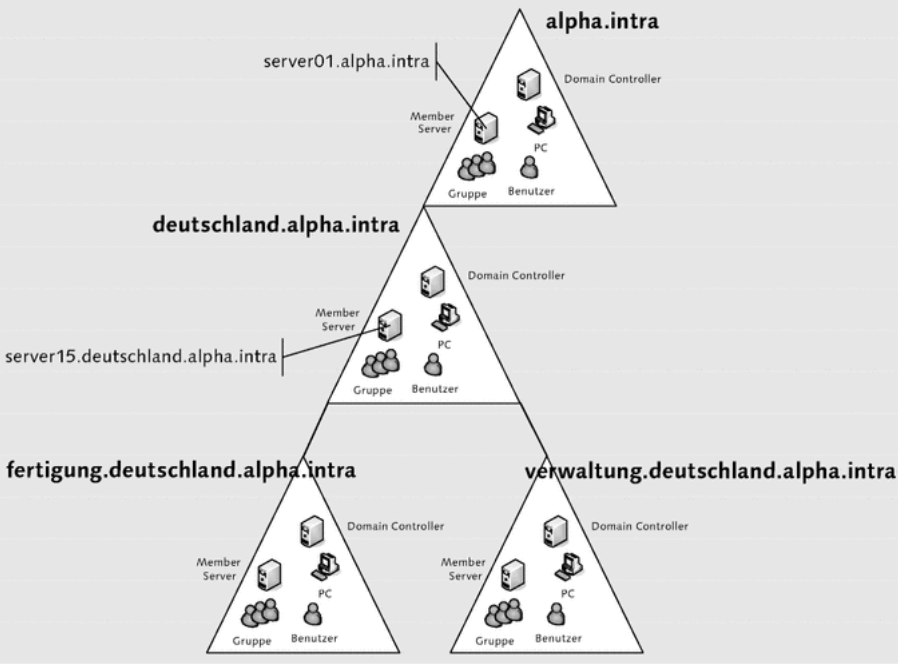 alpha.intra
server01.alpha.intra
Domain Controller
Member
Server
PC
Gruppe
Benutzer
deutschland.alpha.intra
Domain Controller
Member
Server
PC
server15.deutschland.alpha.intra
Gruppe
Benutzer
fertigung.deutschland.alpha.intra
verwaltung.deutschland.alpha.intra
Domain Controller
Member
Server
PC
Gruppe
Benutzer
Domain Controller
Member
Server
PC
Gruppe
Benutzer